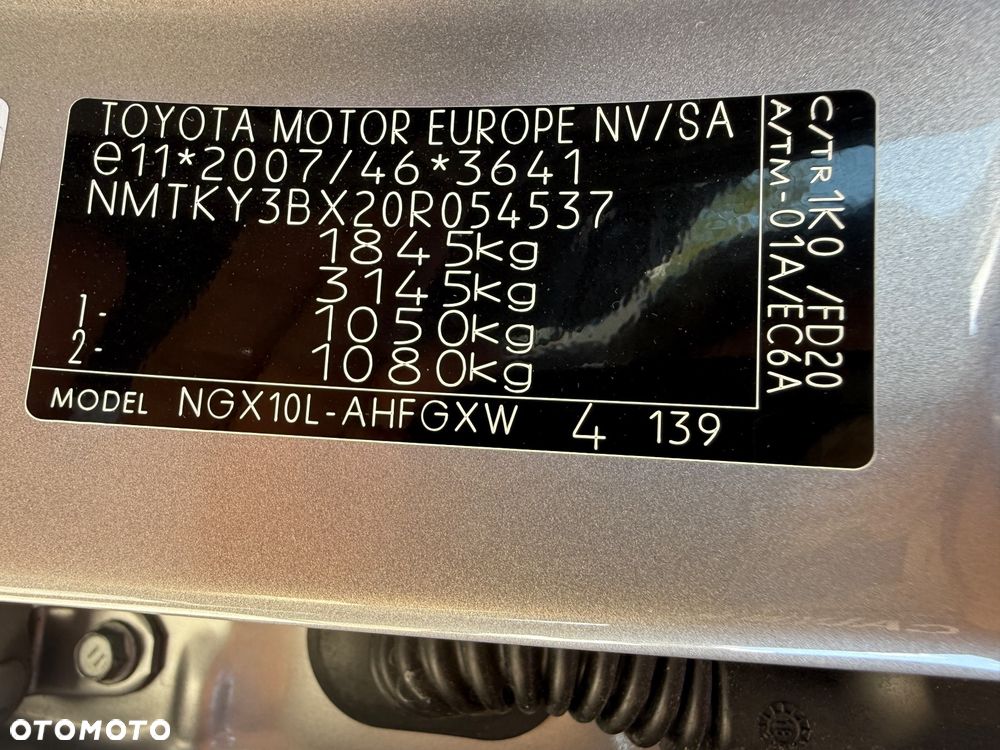 TOYOTA MOTOR EUROPE NV/SA
e11*2007/46*3641
NMTKY3BX20R054537
1845kg
3145kg
1- 1050kg
2- 1080kg
MODEL NGX10L-AHFGXW 4 139
C/TR 1K0 /FD20
A/TM-01A/EC6A
OTOMOTO